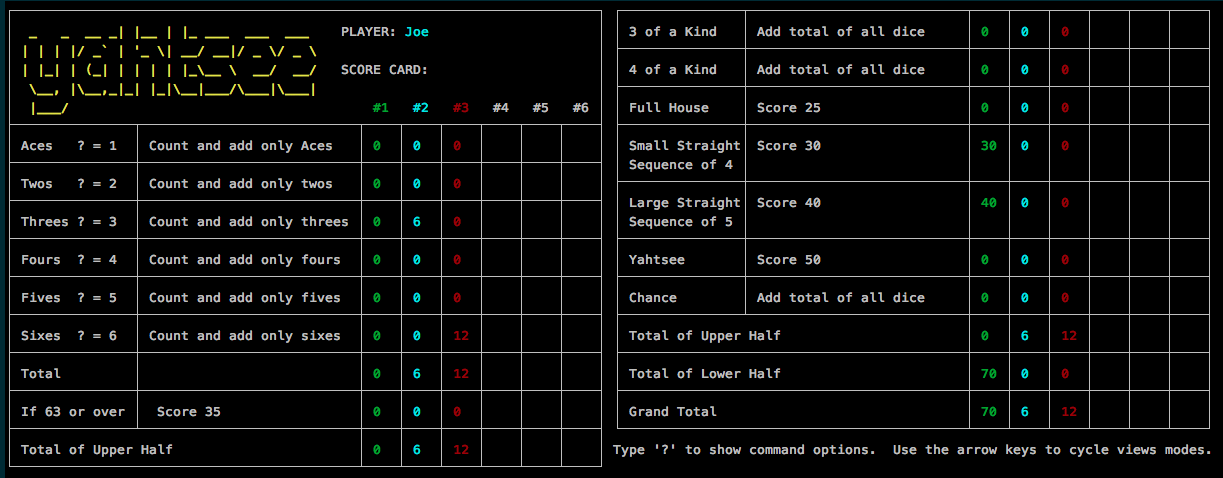 yahtsee
PLAYER: Joe
SCORE CARD:
#1 #2 #3 #4 #5 #6
Aces ? = 1 Count and add only Aces 0 0 0
Twos ? = 2 Count and add only twos 0 0 0
Threes ? = 3 Count and add only threes 0 6 0
Fours ? = 4 Count and add only fours 0 0 0
Fives ? = 5 Count and add only fives 0 0 0
Sixes ? = 6 Count and add only sixes 0 0 12
Total 0 6 12
If 63 or over Score 35 0 0 0
Total of Upper Half 0 6 12
3 of a Kind Add total of all dice 0 0 0
4 of a Kind Add total of all dice 0 0 0
Full House Score 25 0 0 0
Small Straight Score 30 30 0 0
Sequence of 4
Large Straight Score 40 40 0 0
Sequence of 5
Yahtsee Score 50 0 0 0
Chance Add total of all dice 0 0 0
Total of Upper Half 0 6 12
Total of Lower Half 70 0 0
Grand Total 70 6 12
Type '?' to show command options. Use the arrow keys to cycle views modes.